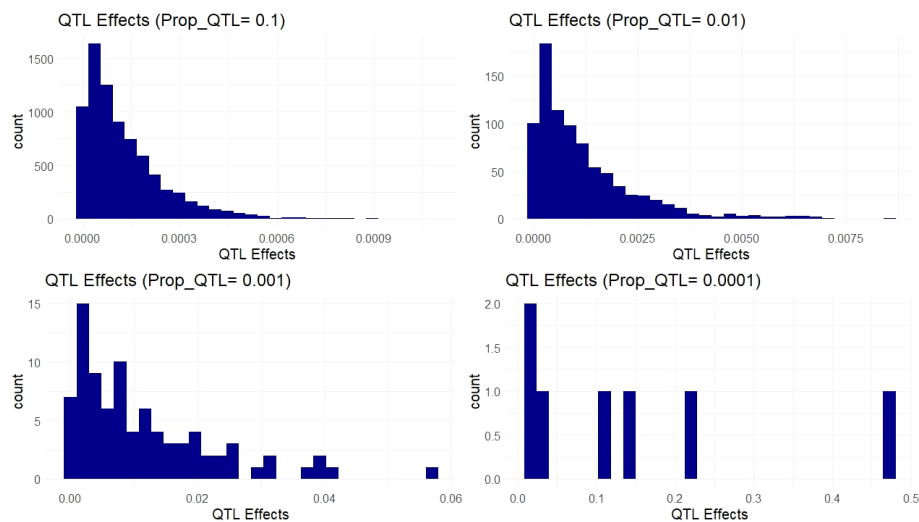 QTL Effects (Prop_QTL= 0.1)
count
1500
1000
500
0
0.0000 0.0003 0.0006 0.0009
QTL Effects
QTL Effects (Prop_QTL= 0.01)
count
150
100
50
0
0.0000 0.0025 0.0050 0.0075
QTL Effects
QTL Effects (Prop_QTL= 0.001)
count
15
10
5
0
0.00 0.02 0.04 0.06
QTL Effects
QTL Effects (Prop_QTL= 0.0001)
count
2.0
1.5
1.0
0.5
0.0
0.0 0.1 0.2 0.3 0.4 0.5
QTL Effects